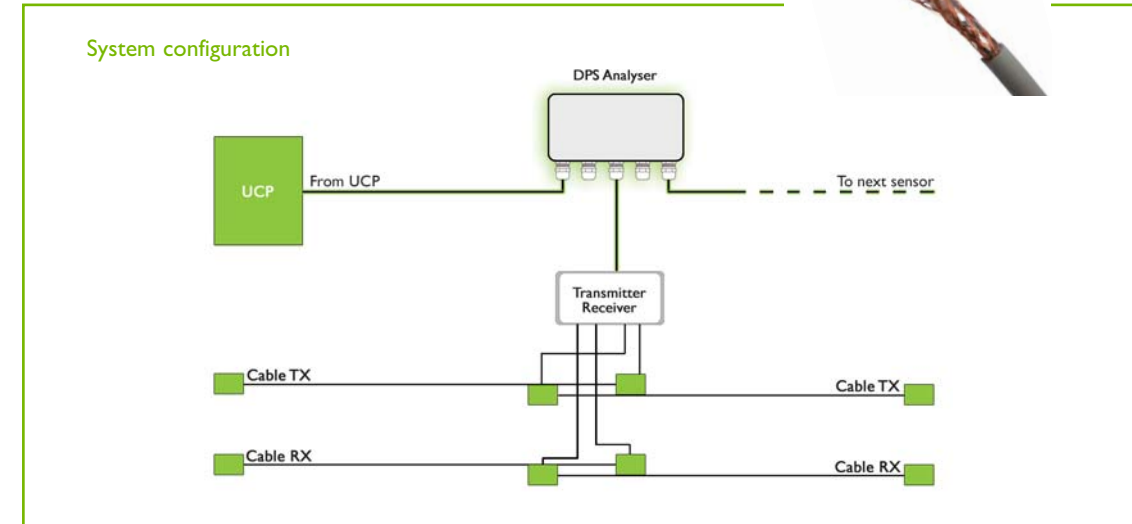 System configuration
DPS Analyser
UCP
From UCP
To next sensor
Transmitter
Receiver
Cable TX
Cable TX
Cable RX
Cable RX